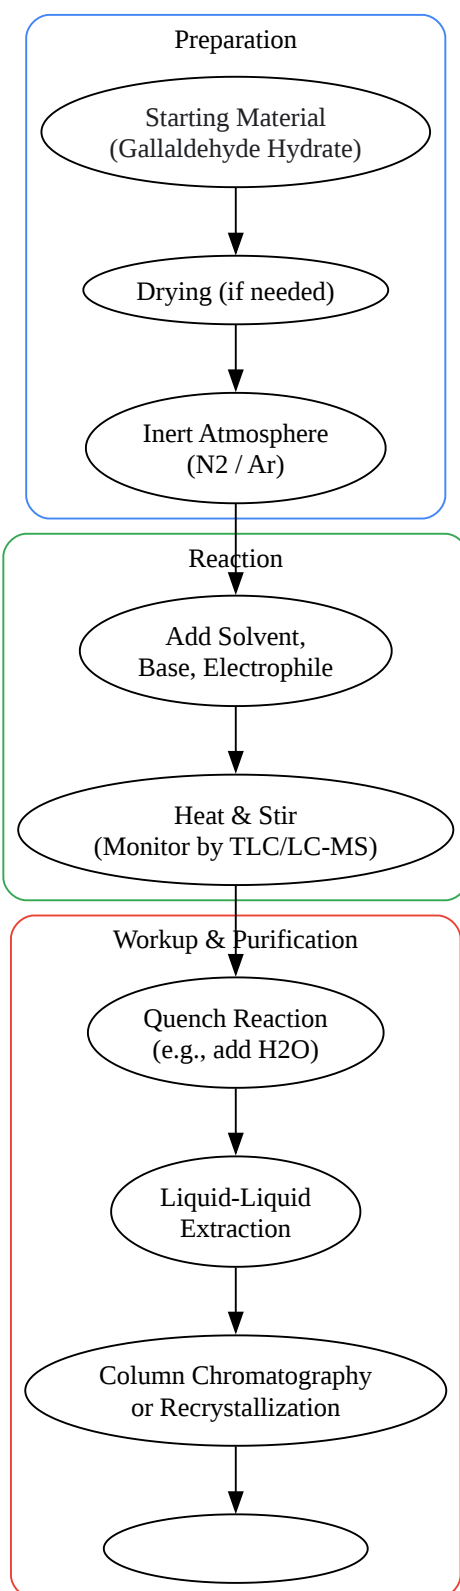 Preparation
Starting Material
(Gallaldehyde Hydrate)
Drying (if needed)
Inert Atmosphere
(N2 / Ar)
Reaction
Add Solvent,
Base, Electrophile
Heat & Stir
(Monitor by TLC/LC-MS)
Workup & Purification
Quench Reaction
(e.g., add H2O)
Liquid-Liquid
Extraction
Column Chromatography
or Recrystallization